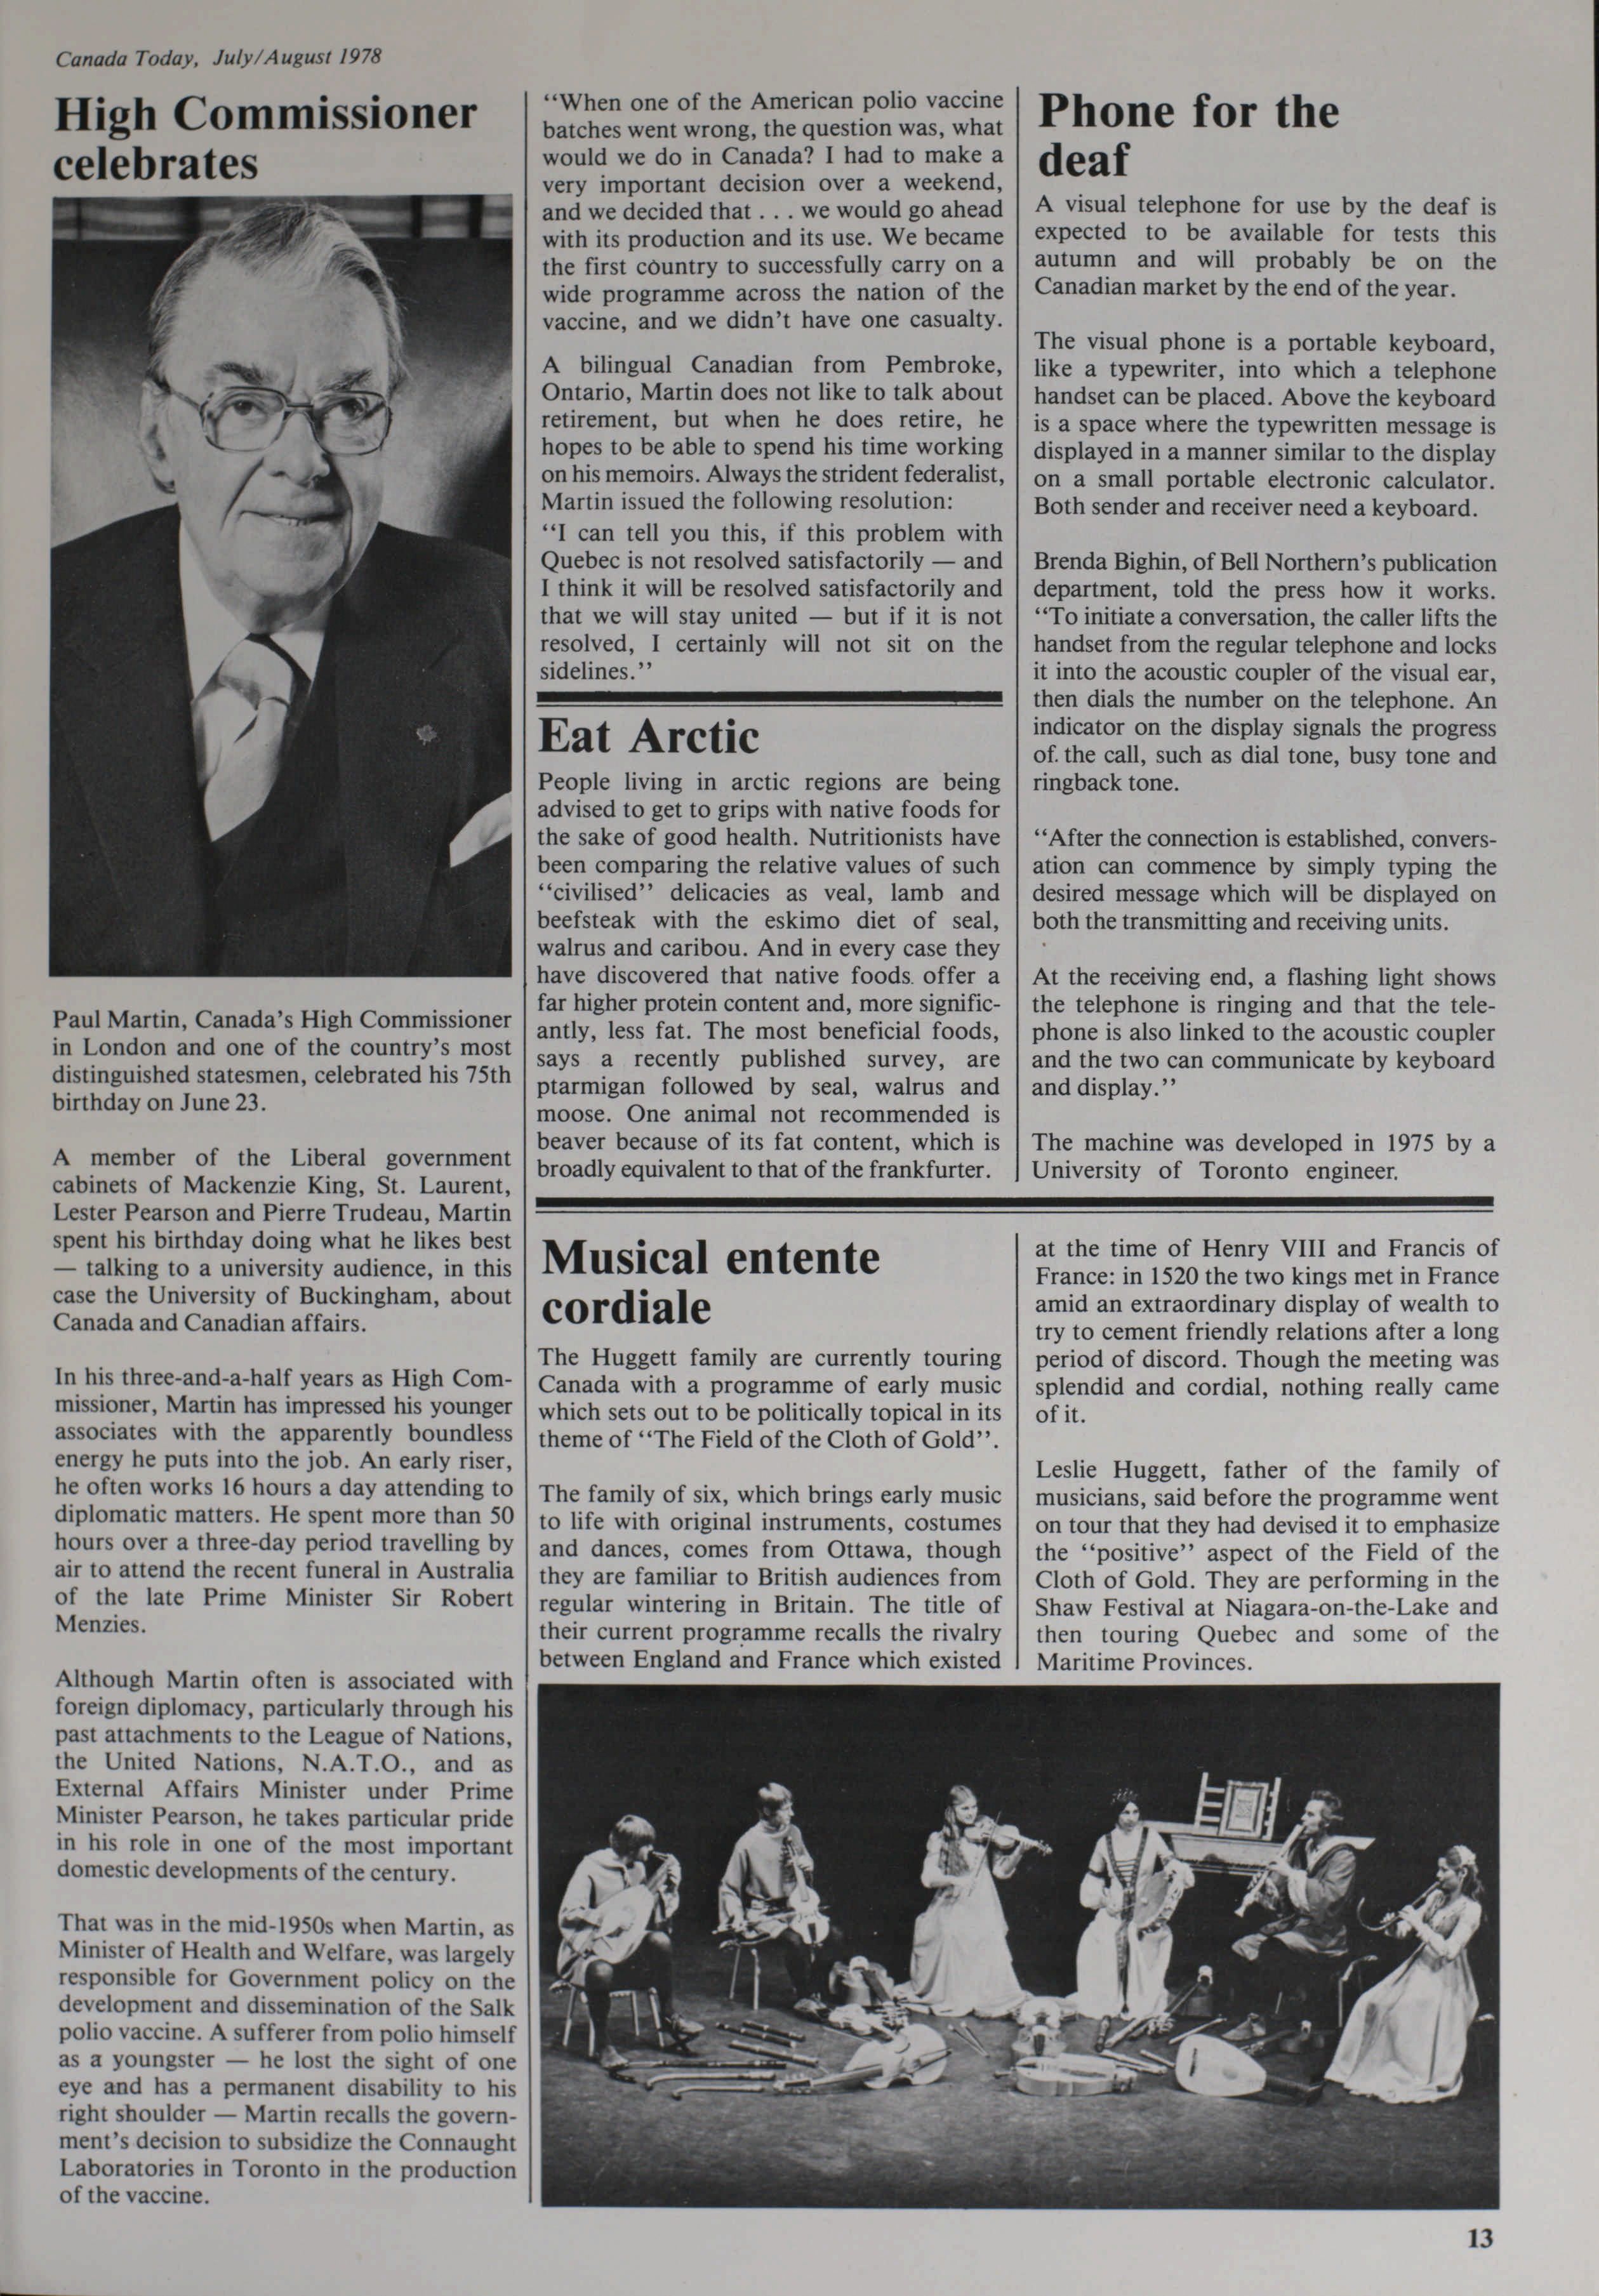 Canada Today, July/August 1978
High Commissioner
celebrates
Paul Martin, Canada's High Commissioner
in London and one of the country's most
distinguished statesmen, celebrated his 75th
birthday on June 23.
A member of the Liberal government
cabinets of Mackenzie King, St. Laurent,
Lester Pearson and Pierre Trudeau, Martin
spent his birthday doing what he likes best
— talking to a university audience, in this
case the University of Buckingham, about
Canada and Canadian affairs.
In his three-and-a-half years as High Com-
missioner, Martin has impressed his younger
associates with the apparently boundless
energy he puts into the job. An early riser,
he often works 16 hours a day attending to
diplomatic matters. He spent more than 50
hours over a three-day period travelling by
air to attend the recent funeral in Australia
of the late Prime Minister Sir Robert
Menzies.
Although Martin often is associated with
foreign diplomacy, particularly through his
past attachments to the League of Nations,
the United Nations, N.A.T.O., and as
External Affairs Minister under Prime
Minister Pearson, he takes particular pride
in his role in one of the most important
domestic developments of the century.
That was in the mid-1950s when Martin, as
Minister of Health and Welfare, was largely
responsible for Government policy on the
development and dissemination of the Salk
polio vaccine. A sufferer from polio himself
as a youngster — he lost the sight of one
eye and has a permanent disability to his
right shoulder — Martin recalls the govern-
ment's decision to subsidize the Connaught
Laboratories in Toronto in the production
of the vaccine.
“When one of the American polio vaccine
batches went wrong, the question was, what
would we do in Canada? I had to make a
very important decision over a weekend,
and we decided that . . . we would go ahead
with its production and its use. We became
the first country to successfully carry on a
wide programme across the nation of the
vaccine, and we didn't have one casualty.
A bilingual Canadian from Pembroke,
Ontario, Martin does not like to talk about
retirement, but when he does retire, he
hopes to be able to spend his time working
on his memoirs. Always the strident federalist,
Martin issued the following resolution:
“I can tell you this, if this problem with
Quebec is not resolved satisfactorily — and
I think it will be resolved satisfactorily and
that we will stay united — but if it is not
resolved, I certainly will not sit on the
sidelines.”
Eat Arctic
People living in arctic regions are being
advised to get to grips with native foods for
the sake of good health. Nutritionists have
been comparing the relative values of such
“civilised” delicacies as veal, lamb and
beefsteak with the eskimo diet of seal,
walrus and caribou. And in every case they
have discovered that native foods offer a
far higher protein content and, more signific-
antly, less fat. The most beneficial foods,
says a recently published survey, are
ptarmigan followed by seal, walrus and
moose. One animal not recommended is
beaver because of its fat content, which is
broadly equivalent to that of the frankfurter.
Phone for the
deaf
A visual telephone for use by the deaf is
expected to be available for tests this
autumn and will probably be on the
Canadian market by the end of the year.
The visual phone is a portable keyboard,
like a typewriter, into which a telephone
handset can be placed. Above the keyboard
is a space where the typewritten message is
displayed in a manner similar to the display
on a small portable electronic calculator.
Both sender and receiver need a keyboard.
Brenda Bighin, of Bell Northern's publication
department, told the press how it works.
“To initiate a conversation, the caller lifts the
handset from the regular telephone and locks
it into the acoustic coupler of the visual ear,
then dials the number on the telephone. An
indicator on the display signals the progress
of the call, such as dial tone, busy tone and
ringback tone.
“After the connection is established, convers-
ation can commence by simply typing the
desired message which will be displayed on
both the transmitting and receiving units.
At the receiving end, a flashing light shows
the telephone is ringing and that the tele-
phone is also linked to the acoustic coupler
and the two can communicate by keyboard
and display.”
The machine was developed in 1975 by a
University of Toronto engineer.
Musical entente
cordiale
The Huggett family are currently touring
Canada with a programme of early music
which sets out to be politically topical in its
theme of “The Field of the Cloth of Gold”.
The family of six, which brings early music
to life with original instruments, costumes
and dances, comes from Ottawa, though
they are familiar to British audiences from
regular wintering in Britain. The title of
their current programme recalls the rivalry
between England and France which existed
at the time of Henry VIII and Francis of
France: in 1520 the two kings met in France
amid an extraordinary display of wealth to
try to cement friendly relations after a long
period of discord. Though the meeting was
splendid and cordial, nothing really came
of it.
Leslie Huggett, father of the family of
musicians, said before the programme went
on tour that they had devised it to emphasize
the “positive” aspect of the Field of the
Cloth of Gold. They are performing in the
Shaw Festival at Niagara-on-the-Lake and
then touring Quebec and some of the
Maritime Provinces.
13